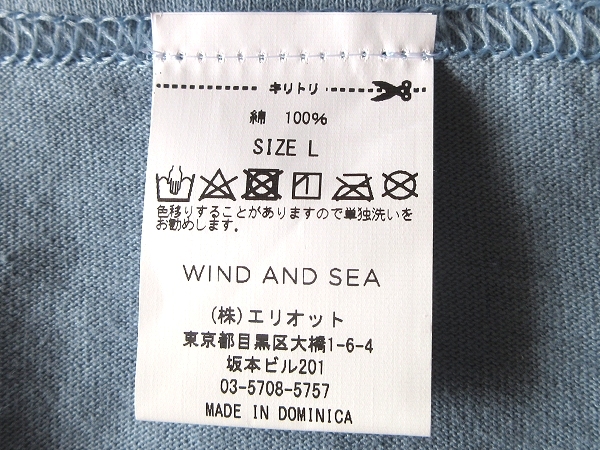 キリトリ
綿 100%
SIZE L
色移りすることがありますので単独洗いを
お勧めします。
WIND AND SEA
(株)エリオット
東京都目黒区大橋1-6-4
坂本ビル201
03-5708-5757
MADE IN DOMINICA